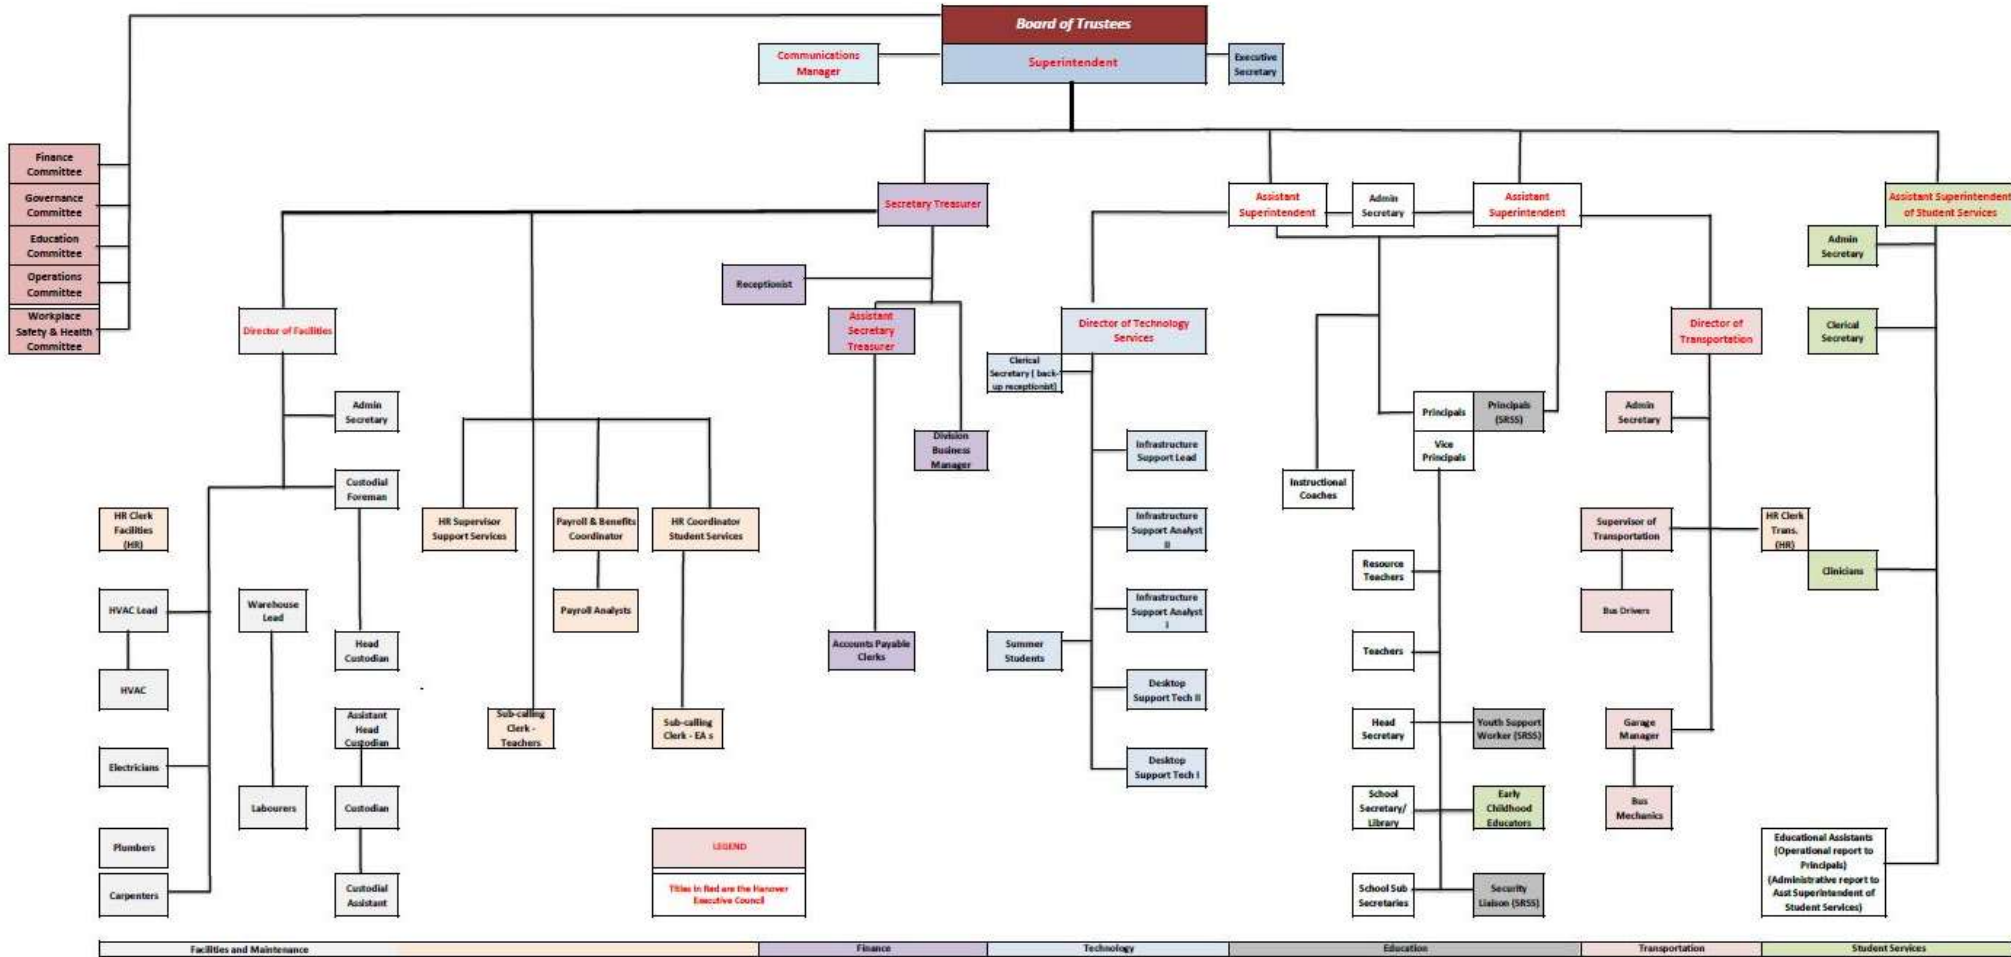 Board of Trustees
Communications
Manager
Superintendent
Executive
Secretary
Finance
Committee
Governance
Committee
Education
Committee
Operations
Committee
Workplace
Safety & Health
Committee
Secretary Treasurer
Assistant
Superintendent
Admin
Secretary
Assistant
Superintendent
Assistant Superintendent
of Student Services
Admin
Secretary
Receptionist
Director of Facilities
Assistant
Secretary
Treasurer
Director of Technology
Services
Director of
Transportation
Clerical
Secretary
Clerical
Secretary ( back-
up receptionist)
Admin
Secretary
Principals
Principals
(SRSS)
Admin
Secretary
Division
Business
Manager
Infrastructure
Support Lead
Vice
Principals
Custodial
Foreman
Instructional
Coaches
HR Clerk
Facilities
(HR)
HR Supervisor
Support Services
Payroll & Benefits
Coordinator
HR Coordinator
Student Services
Infrastructure
Support Analyst
II
Supervisor of
Transportation
HR Clerk
Trans.
(HR)
Resource
Teachers
Clinicians
HVAC Lead
Warehouse
Lead
Payroll Analysts
Infrastructure
Support Analyst
I
Bus Drivers
Head
Custodian
Accounts Payable
Clerks
Summer
Students
Teachers
HVAC
Desktop
Support Tech II
Assistant
Head
Custodian
Sub-calling
Clerk -
Teachers
Sub-calling
Clerk - EA s
Head
Secretary
Youth Support
Worker (SRSS)
Garage
Manager
Electricians
Desktop
Support Tech I
Labourers
Custodian
School
Secretary/
Library
Early
Childhood
Educators
Bus
Mechanics
Plumbers
LEGEND
Educational Assistants
(Operational report to
Principals)
(Administrative report to
Asst Superintendent of
Student Services)
Carpenters
Custodial
Assistant
Titles in Red are the Hanover
Executive Council
School Sub
Secretaries
Security
Liaison (SRSS)
Facilities and Maintenance
Finance
Technology
Education
Transportation
Student Services